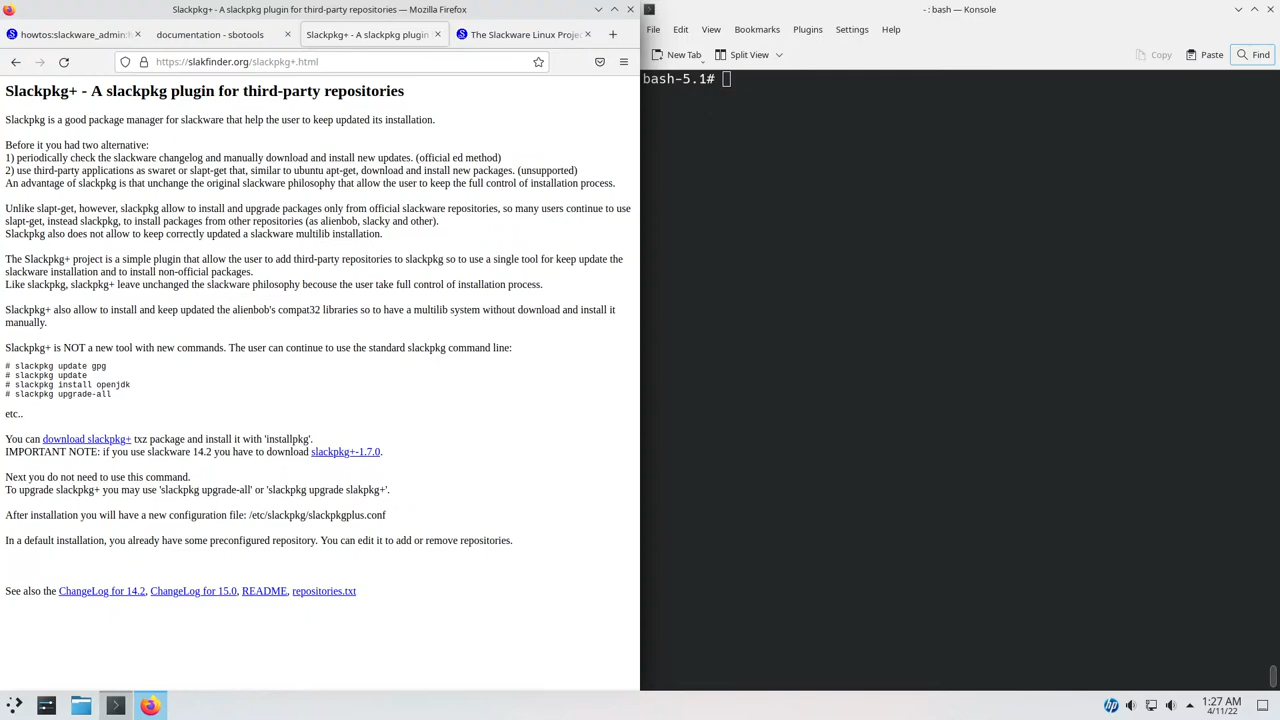 Slackpkg+ - A slackpkg plugin for third-party repositories — Mozilla Firefox
howtos:slackware_admin:h
documentation - sbotools
Slackpkg+ - A slackpkg plugin
The Slackware Linux Proje
https://slakfinder.org/slackpkg+.html
Slackpkg+ - A slackpkg plugin for third-party repositories
Slackpkg is a good package manager for slackware that help the user to keep updated its installation.
Before it you had two alternative:
1) periodically check the slackware changelog and manually download and install new updates. (official ed method)
2) use third-party applications as swaret or slapt-get that, similar to ubuntu apt-get, download and install new packages. (unsupported)
An advantage of slackpkg is that unchange the original slackware philosophy that allow the user to keep the full control of installation process.
Unlike slapt-get, however, slackpkg allow to install and upgrade packages only from official slackware repositories, so many users continue to use
slapt-get, instead slackpkg, to install packages from other repositories (as alienbob, slacky and other).
Slackpkg also does not allow to keep correctly updated a slackware multilib installation.
The Slackpkg+ project is a simple plugin that allow the user to add third-party repositories to slackpkg so to use a single tool for keep update the
slackware installation and to install non-official packages.
Like slackpkg, slackpkg+ leave unchanged the slackware philosophy becouse the user take full control of installation process.
Slackpkg+ also allow to install and keep updated the alienbob's compat32 libraries so to have a multilib system without download and install it
manually.
Slackpkg+ is NOT a new tool with new commands. The user can continue to use the standard slackpkg command line:
# slackpkg update gpg
# slackpkg update
# slackpkg install openjdk
# slackpkg upgrade-all
etc..
You can download slackpkg+ txz package and install it with 'installpkg'.
IMPORTANT NOTE: if you use slackware 14.2 you have to download slackpkg+-1.7.0.
Next you do not need to use this command.
To upgrade slackpkg+ you may use 'slackpkg upgrade-all' or 'slackpkg upgrade slakpkg+'.
After installation you will have a new configuration file: /etc/slackpkg/slackpkgplus.conf
In a default installation, you already have some preconfigured repository. You can edit it to add or remove repositories.
See also the ChangeLog for 14.2, ChangeLog for 15.0, README, repositories.txt
- : bash — Konsole
File Edit View Bookmarks Plugins Settings Help
New Tab Split View Copy Paste Find
bash-5.1#
1:27 AM
4/11/22